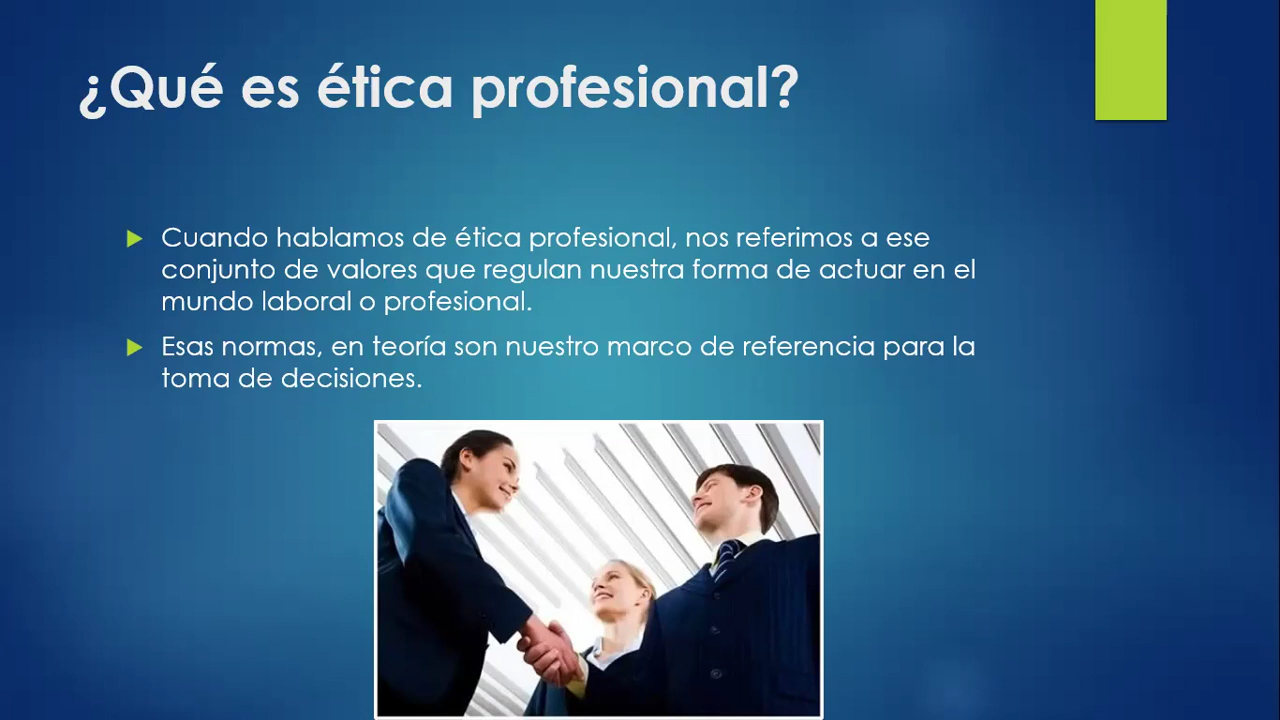 ¿Qué es ética profesional?
Cuando hablamos de ética profesional, nos referimos a ese
conjunto de valores que regulan nuestra forma de actuar en el
mundo laboral o profesional.
Esas normas, en teoría son nuestro marco de referencia para la
toma de decisiones.